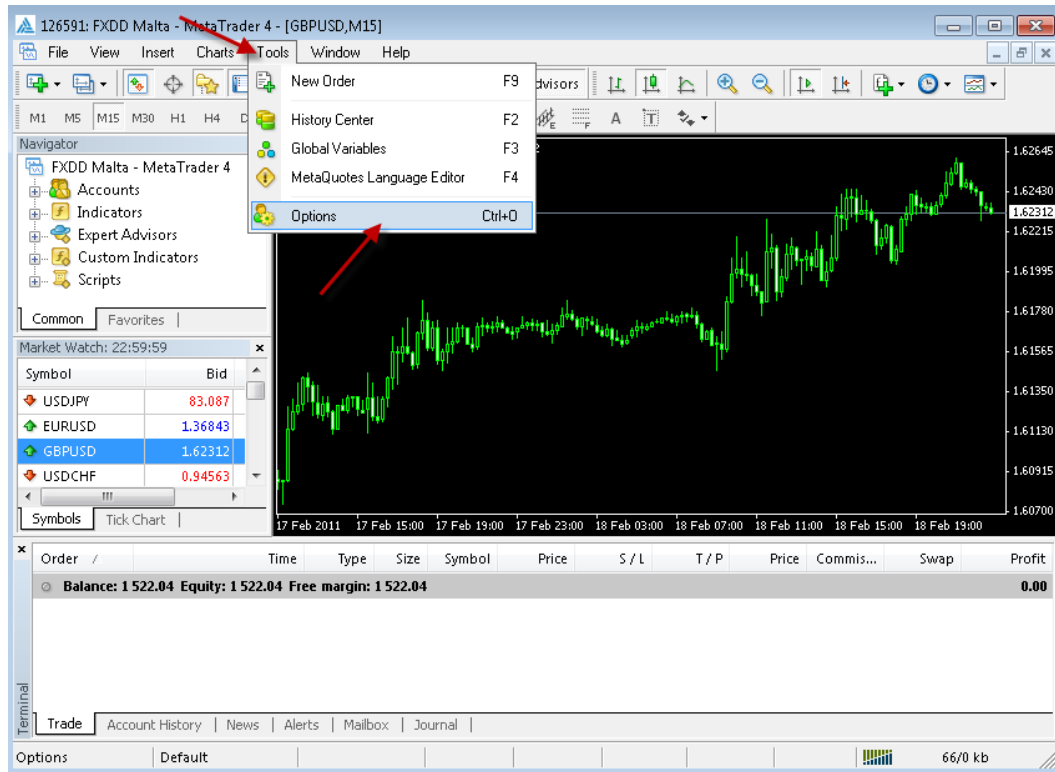 126591: FXDD Malta - MetaTrader 4 - [GBPUSD,M15]
File View Insert Charts Tools Window Help
New Order F9
History Center F2
Global Variables F3
MetaQuotes Language Editor F4
Options Ctrl+O
dvisors
M1 M5 M15 M30 H1 H4 D
E F A T
Navigator
FXDD Malta - MetaTrader 4
Accounts
Indicators
Expert Advisors
Custom Indicators
Scripts
Common Favorites
Market Watch: 22:59:59
Symbol Bid
USDJPY 83.087
EURUSD 1.36843
GBPUSD 1.62312
USDCHF 0.94563
Symbols Tick Chart
2
1.62645
1.62430
1.62312
1.62215
1.61995
1.61780
1.61565
1.61350
1.61130
1.60915
1.60700
17 Feb 2011 17 Feb 15:00 17 Feb 19:00 17 Feb 23:00 18 Feb 03:00 18 Feb 07:00 18 Feb 11:00 18 Feb 15:00 18 Feb 19:00
Order / Time Type Size Symbol Price S / L T / P Price Commis... Swap Profit
Balance: 1 522.04 Equity: 1 522.04 Free margin: 1 522.04 0.00
Terminal
Trade Account History News Alerts Mailbox Journal
Options Default 66/0 kb